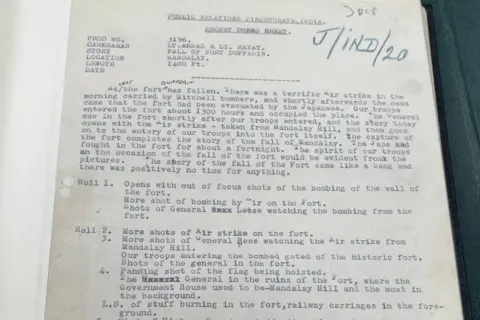 PUBLIC RELATIONS DIRECTORATE, INDIA.
SECRET DOPED SHEET.
J/IND/20
PROD NO. 3196.
CAMERAMAN LT. ABBAS & LT. HAYAT.
STORY FALL OF FORT DUFFERIN.
LOCATION MANDALAY.
LENGTH 1400 Ft.
DATE
At the fort has fallen. There was a terrific Air strike in the
morning carried by Mitchell bombers, and shortly afterwards the news
came that the fort had been evacuated by the Japanese. Our troops
entered the fort about 1300 hours and occupied the place. The General
was in the fort shortly after our troops entered, and the story today
opens with the air strike - taken from Mandalay Hill, and then goes
on to the entry of our troops into the fort itself. The capture of
the fort completed the story of the fall of Mandalay. The Japs had
fought in the fort for about a fortnight. The spirit of our troops
on the occasion of the fall of the fort would be evident from the
pictures. The story of the fall of the Fort came like a bang and
there was positively no time for anything.
Roll 1. Opens with out of focus shots of the bombing of the wall of
the fort.
More shot of bombing by Air on the Fort.
Shots of General Leese watching the bombing from the
fort.
Roll 2. More shots of Air strike on the fort.
3. More shots of General Rees watching the Air strike from
Mandalay Hill.
Our troops entering the bombed gated of the historic fort.
Shots of the general in the fort.
4. Panning shot of the flag being hoisted.
The General in the ruins of the Fort, where the
Government House used to be-Mandalay Hill and the moat in
the background.
L.S. of stuff burning in the fort, railway carriages in the fore-
ground.